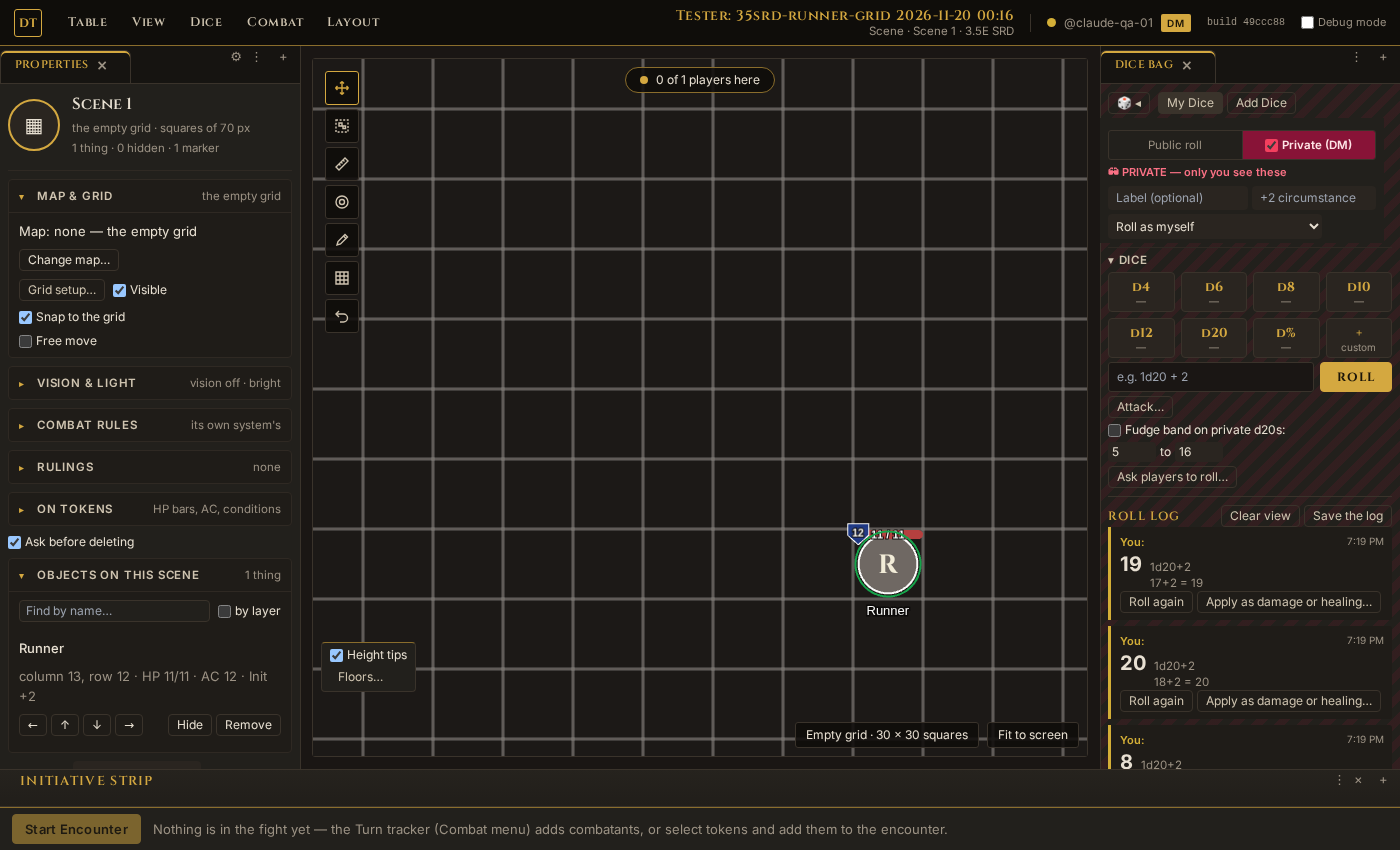 DT TABLE VIEW DICE COMBAT LAYOUT
TESTER: 35SRD-RUNNER-GRID 2026-11-20 00:16
Scene · Scene 1 · 3.5E SRD
@claude-qa-01 DM build 49ccc88 Debug mode
PROPERTIES
SCENE 1
the empty grid · squares of 70 px
1 thing · 0 hidden · 1 marker
MAP & GRID the empty grid
Map: none — the empty grid
Change map...
Grid setup... Visible
Snap to the grid
Free move
VISION & LIGHT vision off · bright
COMBAT RULES its own system's
RULINGS none
ON TOKENS HP bars, AC, conditions
Ask before deleting
OBJECTS ON THIS SCENE 1 thing
Find by name... by layer
Runner
column 13, row 12 · HP 11/11 · AC 12 · Init
+2
← ↑ ↓ → Hide Remove
0 of 1 players here
12 11 / 11
R
Runner
Height tips
Floors...
Empty grid · 30 × 30 squares Fit to screen
DICE BAG
My Dice Add Dice
Public roll Private (DM)
PRIVATE — only you see these
Label (optional) +2 circumstance
Roll as myself
DICE
D4 — D6 — D8 — D10 —
D12 — D20 — D% — + custom
e.g. 1d20 + 2 ROLL
Attack...
Fudge band on private d20s:
5 to 16
Ask players to roll...
ROLL LOG Clear view Save the log
You: 7:19 PM
19 1d20+2
17+2 = 19
Roll again Apply as damage or healing...
You: 7:19 PM
20 1d20+2
18+2 = 20
Roll again Apply as damage or healing...
You: 7:19 PM
8 1d20+2
INITIATIVE STRIP
Start Encounter Nothing is in the fight yet — the Turn tracker (Combat menu) adds combatants, or select tokens and add them to the encounter.